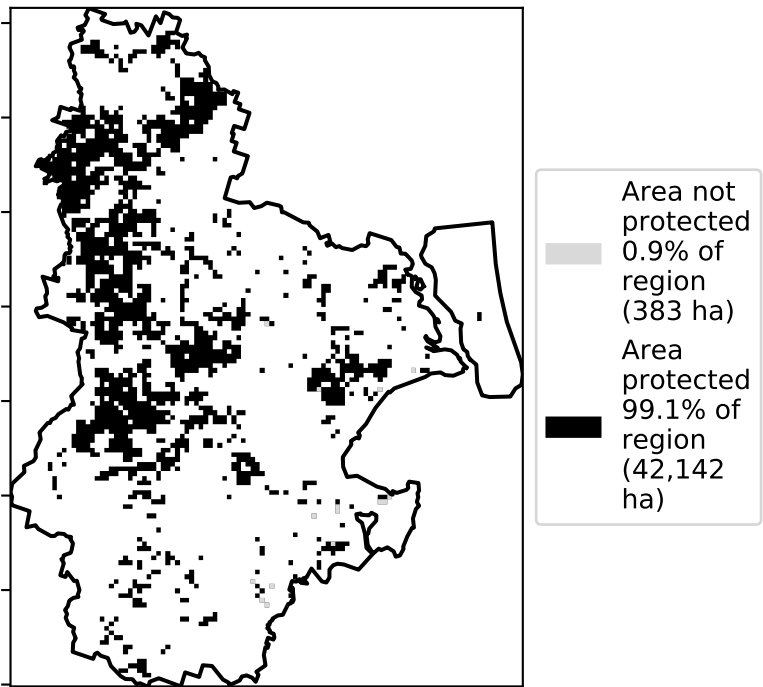 Area not
protected
0.9% of
region
(383 ha)
Area
protected
99.1% of
region
(42,142
ha)